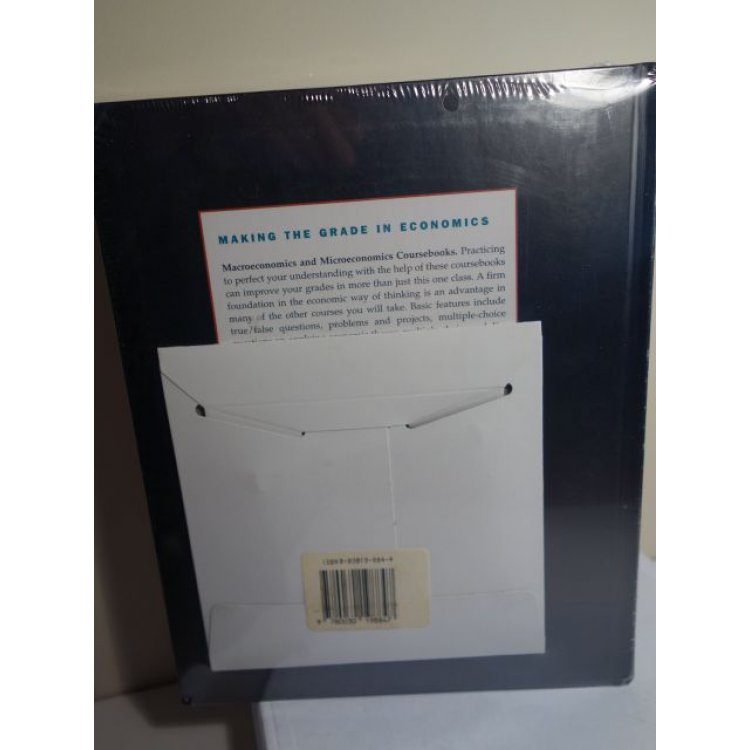 MAKING THE GRADE IN ECONOMICS
Macroeconomics and Microeconomics Coursebooks. Practicing
to perfect your understanding with the help of these coursebooks
can improve your grades in more than just this one class. A firm
foundation in the economic way of thinking is an advantage in
many of the other courses you will take. Basic features include
true/false questions, problems and projects, multiple-choice